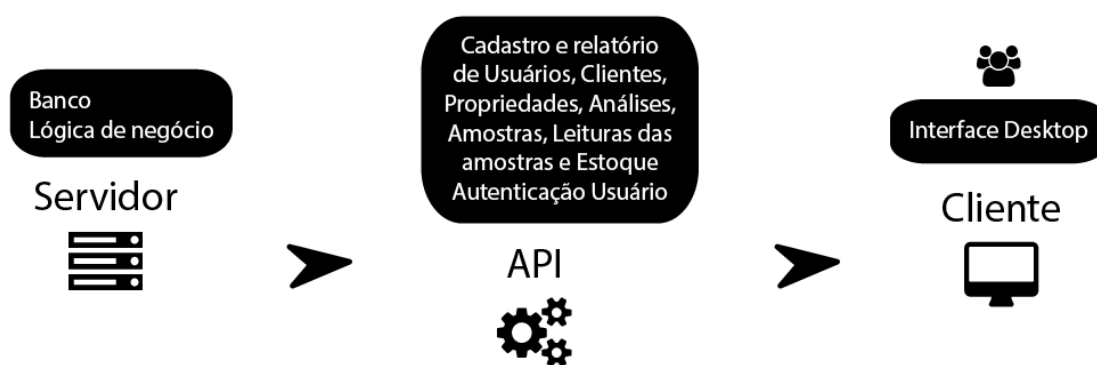 Banco
Lógica de negócio
Servidor
Cadastro e relatório
de Usuários, Clientes,
Propriedades, Análises,
Amostras, Leituras das
amostras e Estoque
Autenticação Usuário
API
Interface Desktop
Cliente